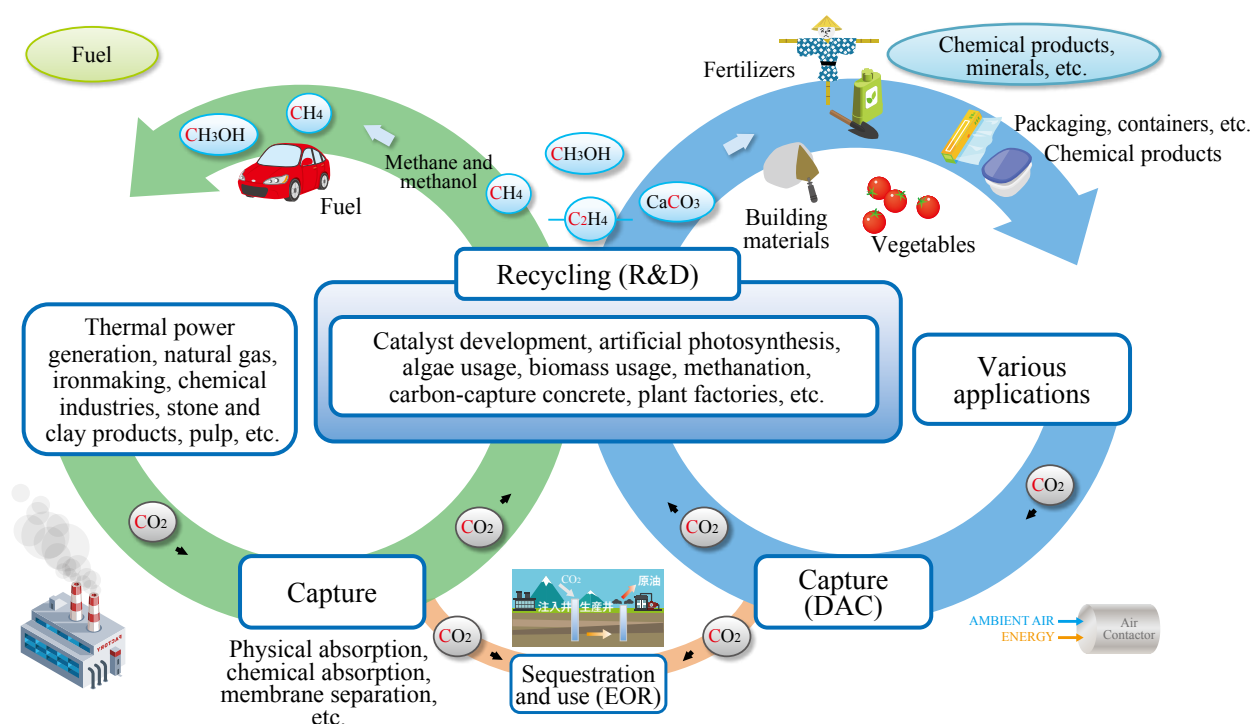 Fuel
Chemical products,
minerals, etc.
Fertilizers
CH4
CH3OH
Fuel
Methane and
methanol
CH4
CH3OH
C2H4
CaCO3
Building
materials
Vegetables
Packaging, containers, etc.
Chemical products
Recycling (R&D)
Catalyst development, artificial photosynthesis,
algae usage, biomass usage, methanation,
carbon-capture concrete, plant factories, etc.
Thermal power
generation, natural gas,
ironmaking, chemical
industries, stone and
clay products, pulp, etc.
Various
applications
CO2
CO2
CO2
CO2
Capture
Physical absorption,
chemical absorption,
membrane separation,
etc.
Capture
(DAC)
CO2
CO2
CO2
原油
注入井
生産井
Sequestration
and use (EOR)
AMBIENT AIR
ENERGY
Air
Contactor
FACTORY